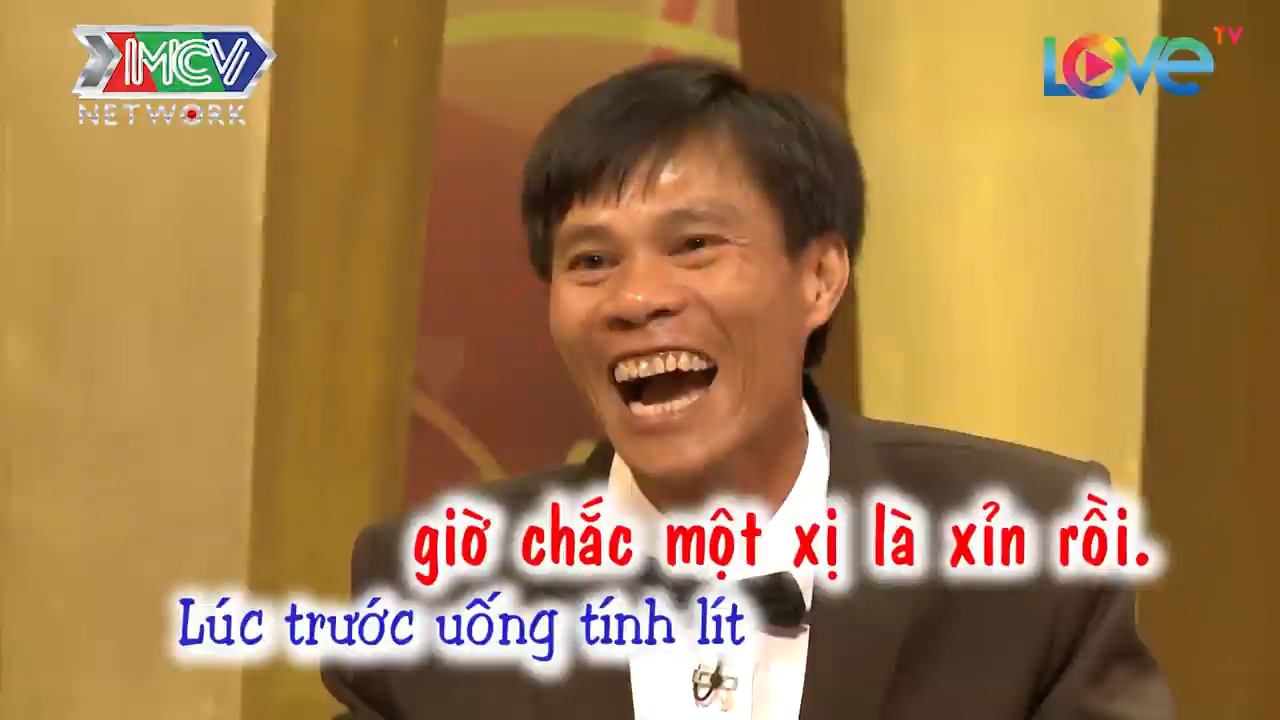 MCV
NETWORK
LOVE TV
giờ chắc một xị là xỉn rồi.
Lúc trước uống tính lít